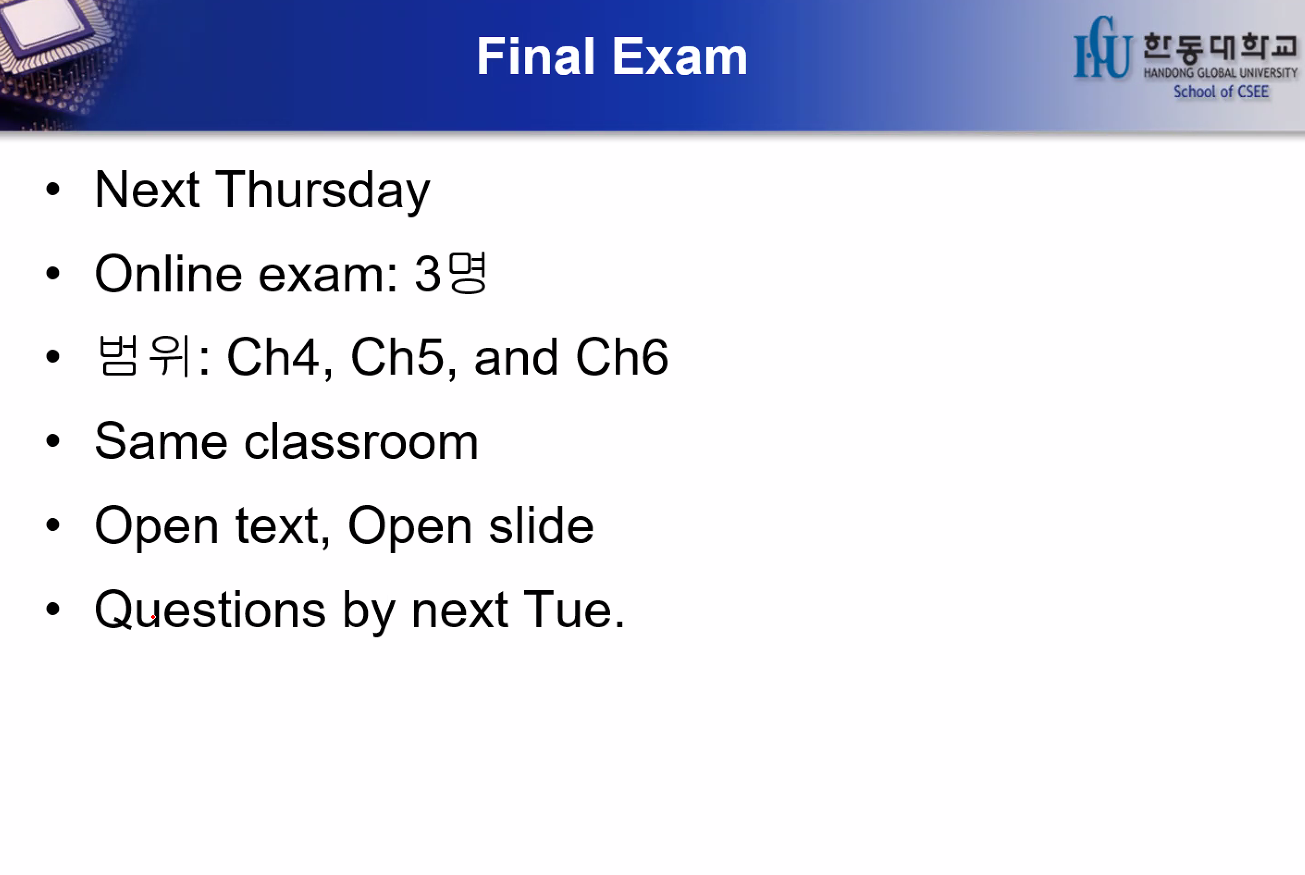 Final Exam
한동대학교
HANDONG GLOBAL UNIVERSITY
School of CSEE
• Next Thursday
• Online exam: 3명
• 범위: Ch4, Ch5, and Ch6
• Same classroom
• Open text, Open slide
• Questions by next Tue.